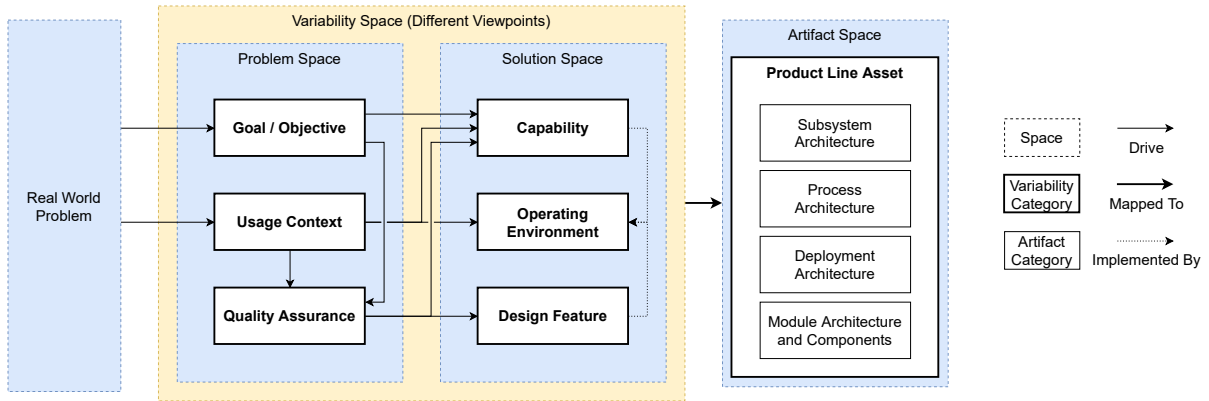 Variability Space (Different Viewpoints)
Real World
Problem
Problem Space
Goal / Objective
Usage Context
Quality Assurance
Solution Space
Capability
Operating
Environment
Design Feature
Artifact Space
Product Line Asset
Subsystem
Architecture
Process
Architecture
Deployment
Architecture
Module Architecture
and Components
Space
Drive
Variability
Category
Mapped To
Artifact
Category
Implemented By